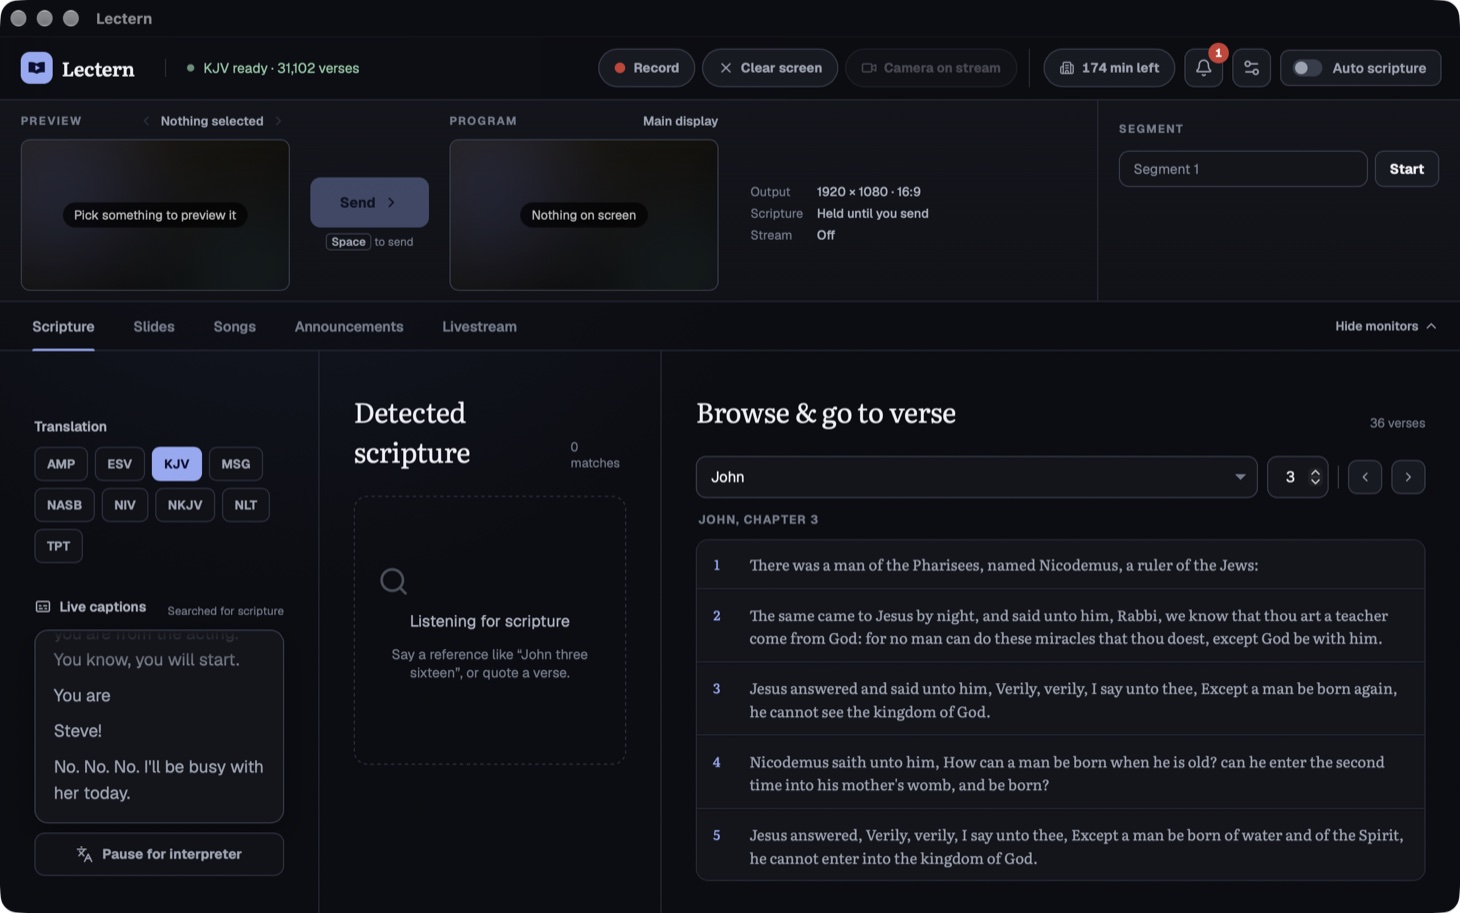 Lectern
Lectern
KJV ready · 31,102 verses
Record
Clear screen
Camera on stream
174 min left
1
Auto scripture
PREVIEW
Nothing selected
Pick something to preview it
Send
Space to send
PROGRAM
Main display
Nothing on screen
Output 1920 × 1080 · 16:9
Scripture Held until you send
Stream Off
SEGMENT
Segment 1
Start
Scripture
Slides
Songs
Announcements
Livestream
Hide monitors
Translation
AMP
ESV
KJV
MSG
NASB
NIV
NKJV
NLT
TPT
Live captions
Searched for scripture
you are from the acting.
You know, you will start.
You are
Steve!
No. No. No. I'll be busy with
her today.
Pause for interpreter
Detected
scripture
0
matches
Listening for scripture
Say a reference like “John three
sixteen”, or quote a verse.
Browse & go to verse
36 verses
John
3
JOHN, CHAPTER 3
1 There was a man of the Pharisees, named Nicodemus, a ruler of the Jews:
2 The same came to Jesus by night, and said unto him, Rabbi, we know that thou art a teacher
come from God: for no man can do these miracles that thou doest, except God be with him.
3 Jesus answered and said unto him, Verily, verily, I say unto thee, Except a man be born again,
he cannot see the kingdom of God.
4 Nicodemus saith unto him, How can a man be born when he is old? can he enter the second
time into his mother's womb, and be born?
5 Jesus answered, Verily, verily, I say unto thee, Except a man be born of water and of the Spirit,
he cannot enter into the kingdom of God.